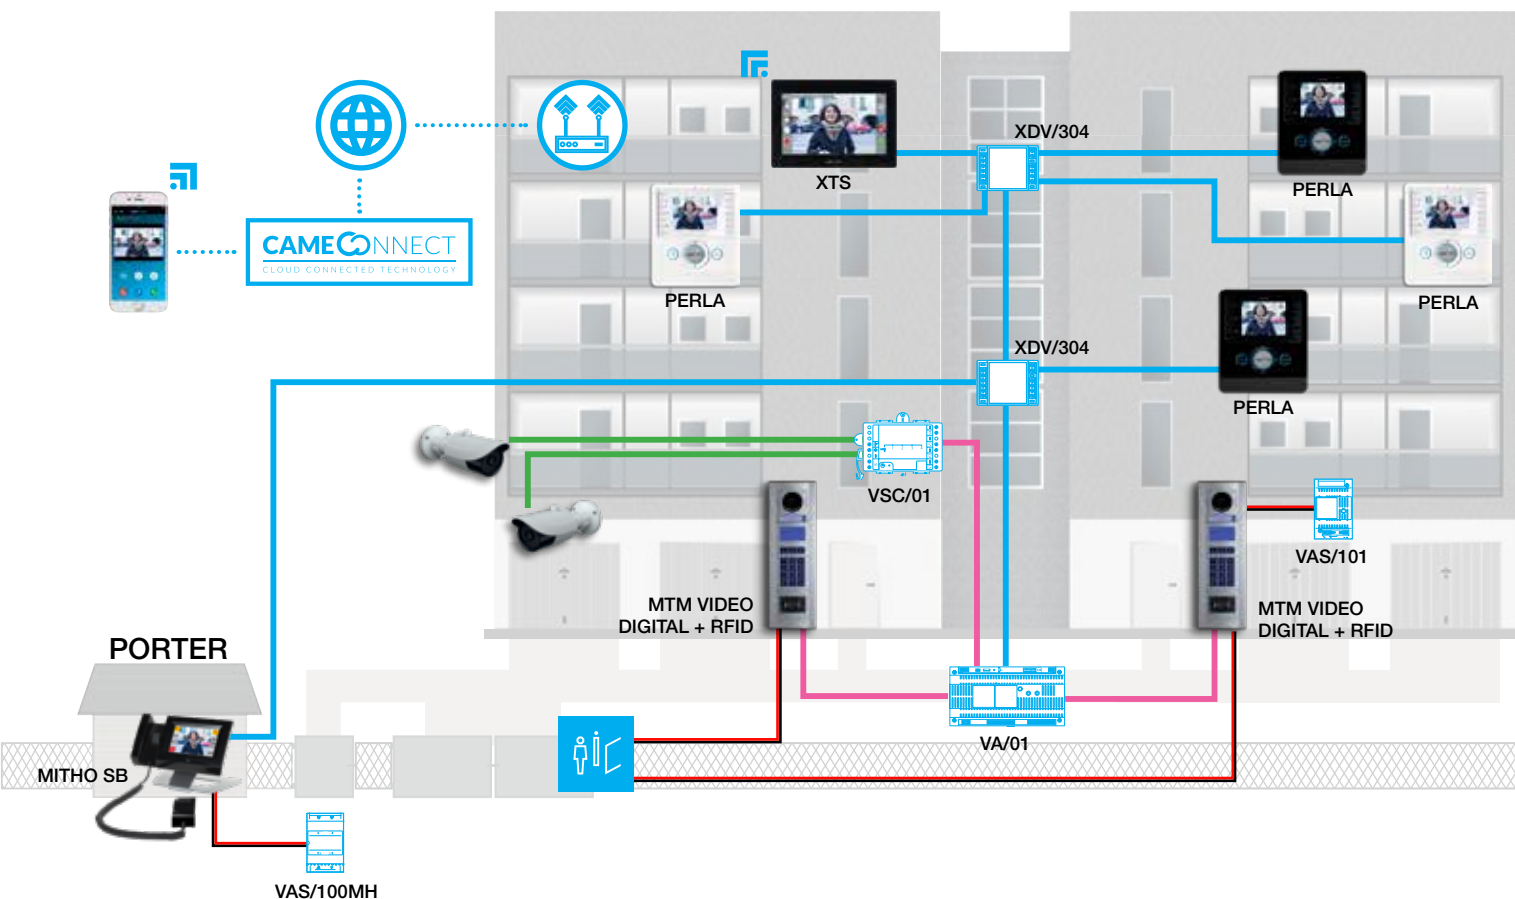 XDV/304
XTS
PERLA
CAMECONNECT
CLOUD CONNECTED TECHNOLOGY
PERLA
PERLA
XDV/304
PERLA
VSC/01
VAS/101
MTM VIDEO
DIGITAL + RFID
MTM VIDEO
DIGITAL + RFID
PORTER
VA/01
MITHO SB
VAS/100MH